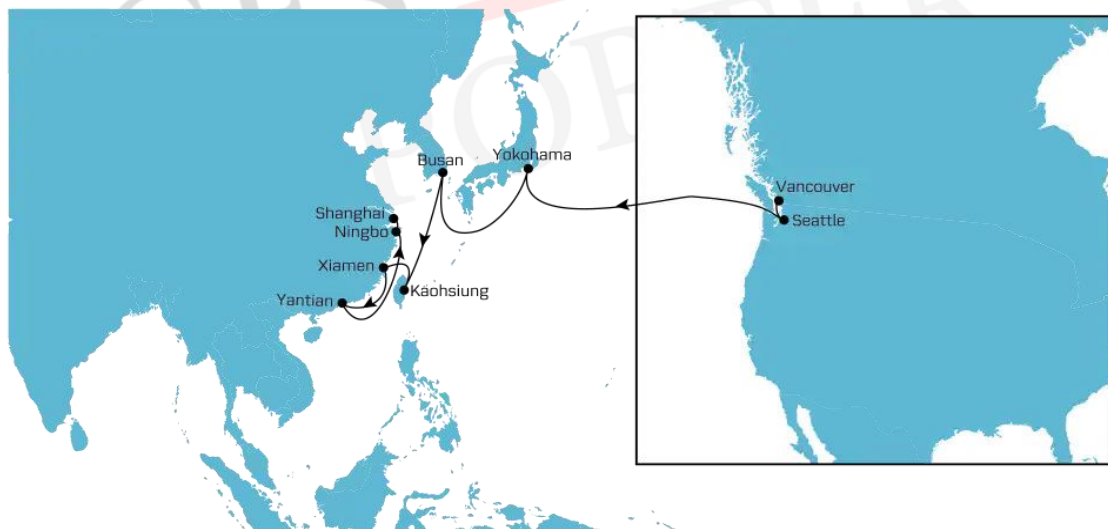 Busan
Yokohama
Vancouver
Shanghai
Seattle
Ningbo
Xiamen
Kaohsiung
Yantian